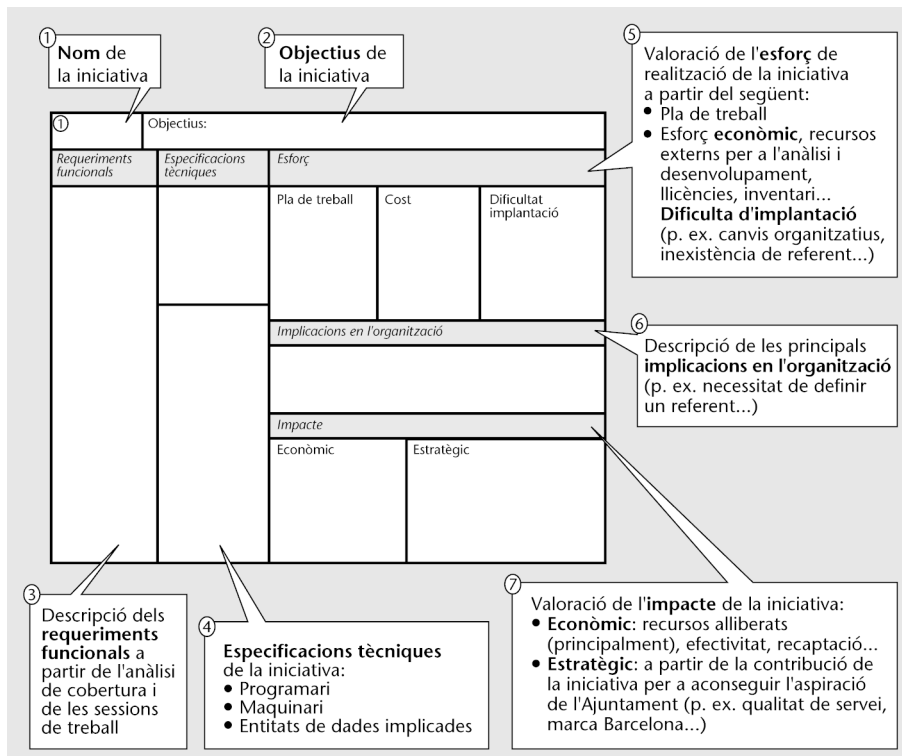 1
Nom de
la iniciativa
2
Objectius de
la iniciativa
5
Valoració de l'esforç de
realització de la iniciativa
a partir del següent:
• Pla de treball
• Esforç econòmic, recursos
externs per a l'anàlisi i
desenvolupament,
llicències, inventari...
Dificulta d'implantació
(p. ex. canvis organitzatius,
inexistència de referent...)
1
Objectius:
Requeriments
funcionals
Especificacions
tècniques
Esforç
Pla de treball
Cost
Dificultat
implantació
Implicacions en l'organització
6
Descripció de les principals
implicacions en l'organització
(p. ex. necessitat de definir
un referent...)
Impacte
Econòmic
Estratègic
3
Descripció dels
requeriments
funcionals a
partir de l'anàlisi
de cobertura i
de les sessions
de treball
4
Especificacions tècniques
de la iniciativa:
• Programari
• Maquinari
• Entitats de dades implicades
7
Valoració de l'impacte de la iniciativa:
• Econòmic: recursos alliberats
(principalment), efectivitat, recaptació...
• Estratègic: a partir de la contribució de
la iniciativa per a aconseguir l'aspiració
de l'Ajuntament (p. ex. qualitat de servei,
marca Barcelona...)